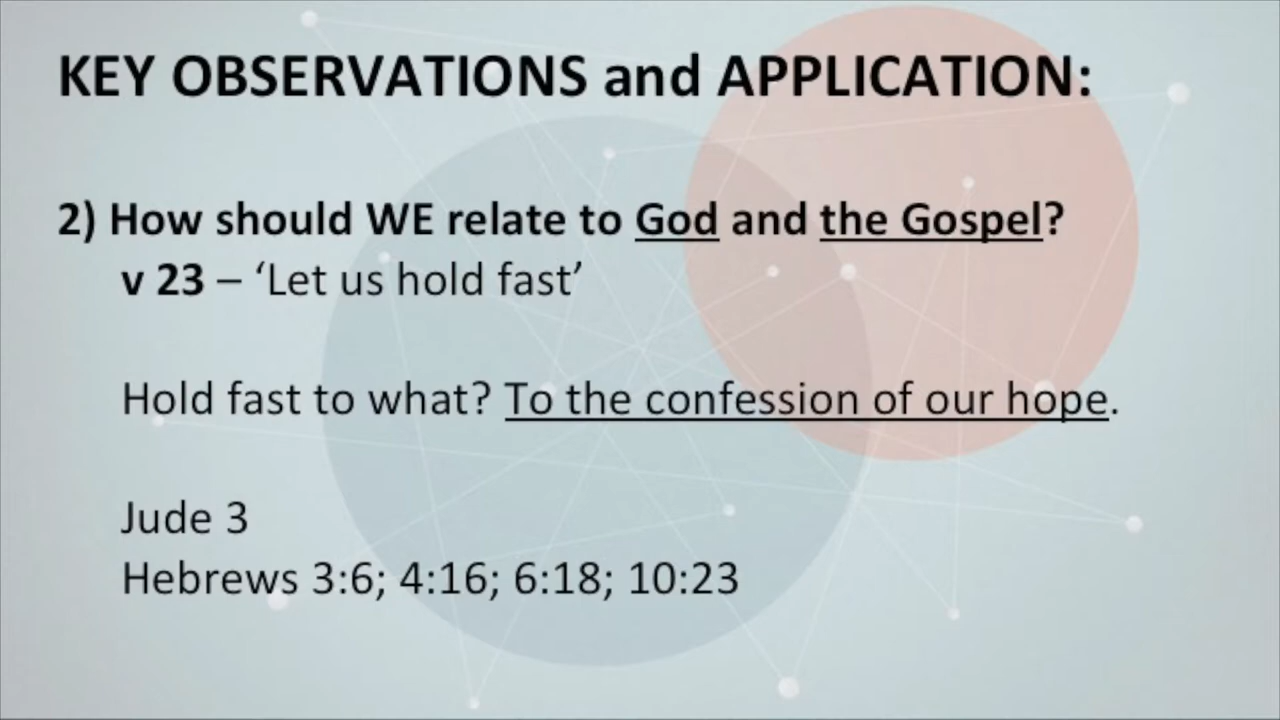 KEY OBSERVATIONS and APPLICATION:
2) How should WE relate to God and the Gospel?
v 23 – ‘Let us hold fast’
Hold fast to what? To the confession of our hope.
Jude 3
Hebrews 3:6; 4:16; 6:18; 10:23